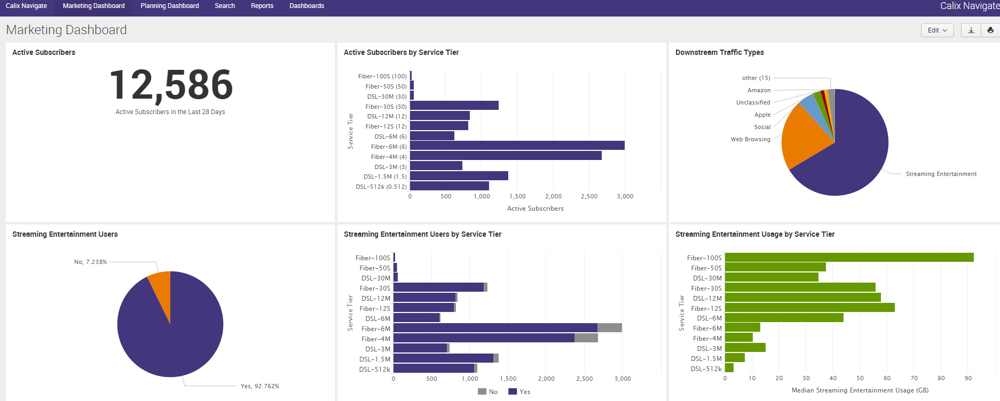 Calix Navigate
Marketing Dashboard
Planning Dashboard
Search
Reports
Dashboards
Calix Navigate
Marketing Dashboard
Edit
Active Subscribers
12,586
Active Subscribers in the Last 28 Days
Active Subscribers by Service Tier
Service Tier
Fiber-100S (100)
Fiber-50S (50)
DSL-30M (30)
Fiber-30S (30)
DSL-12M (12)
Fiber-12S (12)
DSL-6M (6)
Fiber-6M (6)
Fiber-4M (4)
DSL-3M (3)
DSL-1.5M (1.5)
DSL-512k (0.512)
0 500 1,000 1,500 2,000 2,500 3,000
Active Subscribers
Downstream Traffic Types
other (15)
Amazon
Unclassified
Apple
Social
Web Browsing
Streaming Entertainment
Streaming Entertainment Users
No, 7.238%
Yes, 92.762%
Streaming Entertainment Users by Service Tier
Service Tier
Fiber-100S
Fiber-50S
DSL-30M
Fiber-30S
DSL-12M
Fiber-12S
DSL-6M
Fiber-6M
Fiber-4M
DSL-3M
DSL-1.5M
DSL-512k
0 500 1,000 1,500 2,000 2,500 3,000
No Yes
Streaming Entertainment Usage by Service Tier
Service Tier
Fiber-100S
Fiber-50S
DSL-30M
Fiber-30S
DSL-12M
Fiber-12S
DSL-6M
Fiber-6M
Fiber-4M
DSL-3M
DSL-1.5M
DSL-512k
0 10 20 30 40 50 60 70 80 90
Median Streaming Entertainment Usage (GB)